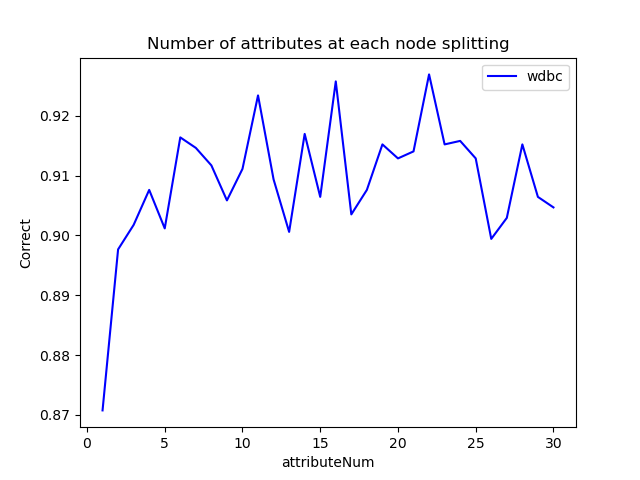 Number of attributes at each node splitting
wdbc
0.92
0.91
0.90
0.89
0.88
0.87
Correct
0 5 10 15 20 25 30
attributeNum